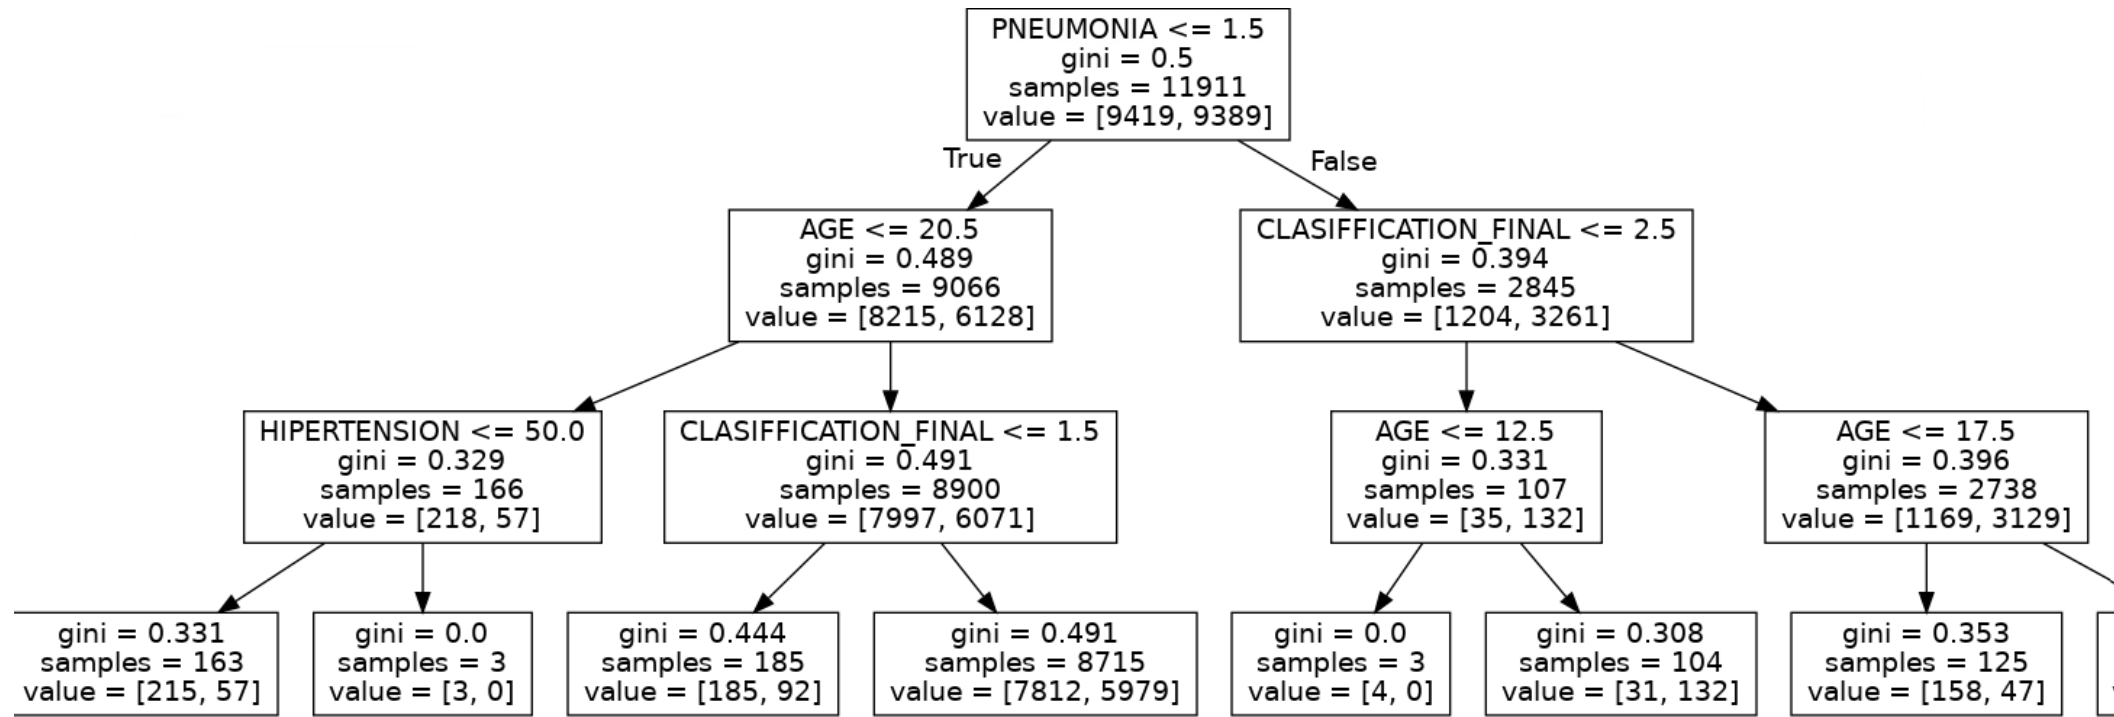 PNEUMONIA <= 1.5
gini = 0.5
samples = 11911
value = [9419, 9389]
True
False
AGE <= 20.5
gini = 0.489
samples = 9066
value = [8215, 6128]
CLASIFFICATION_FINAL <= 2.5
gini = 0.394
samples = 2845
value = [1204, 3261]
HIPERTENSION <= 50.0
gini = 0.329
samples = 166
value = [218, 57]
CLASIFFICATION_FINAL <= 1.5
gini = 0.491
samples = 8900
value = [7997, 6071]
AGE <= 12.5
gini = 0.331
samples = 107
value = [35, 132]
AGE <= 17.5
gini = 0.396
samples = 2738
value = [1169, 3129]
gini = 0.331
samples = 163
value = [215, 57]
gini = 0.0
samples = 3
value = [3, 0]
gini = 0.444
samples = 185
value = [185, 92]
gini = 0.491
samples = 8715
value = [7812, 5979]
gini = 0.0
samples = 3
value = [4, 0]
gini = 0.308
samples = 104
value = [31, 132]
gini = 0.353
samples = 125
value = [158, 47]